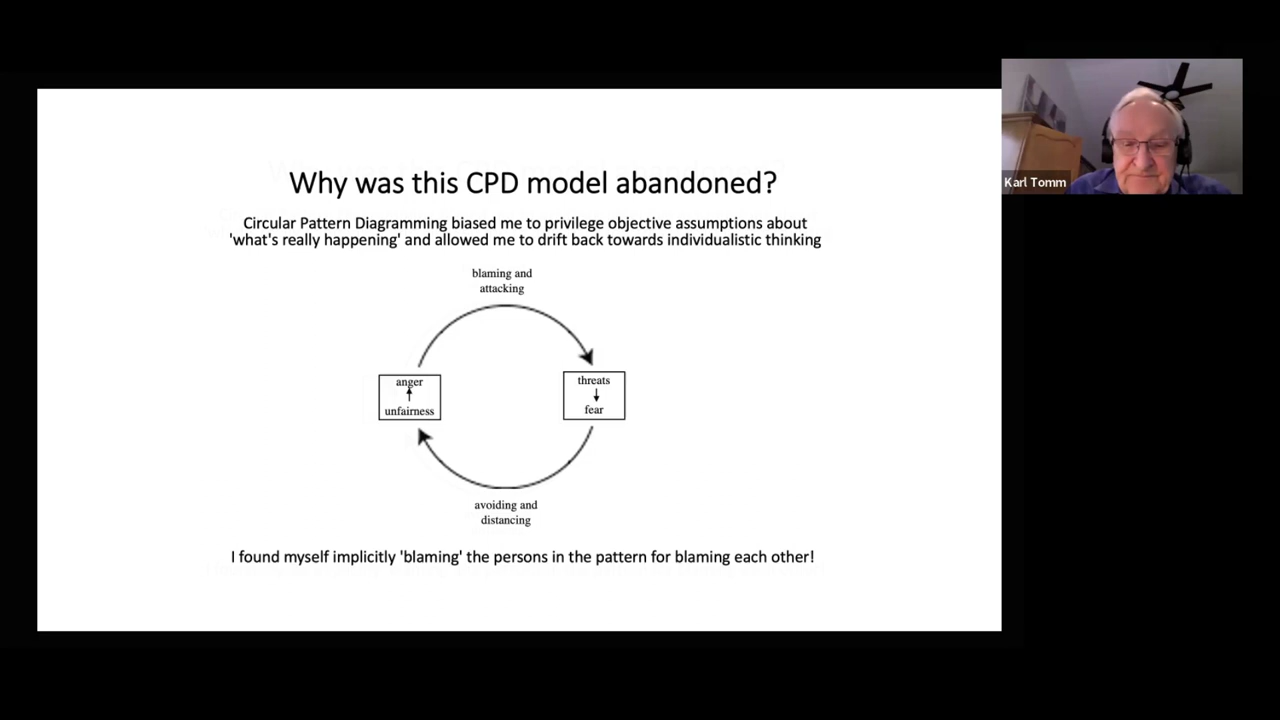 Why was this CPD model abandoned?
Circular Pattern Diagramming biased me to privilege objective assumptions about
'what's really happening' and allowed me to drift back towards individualistic thinking
blaming and
attacking
anger
unfairness
threats
fear
avoiding and
distancing
I found myself implicitly 'blaming' the persons in the pattern for blaming each other!
Karl Tomm